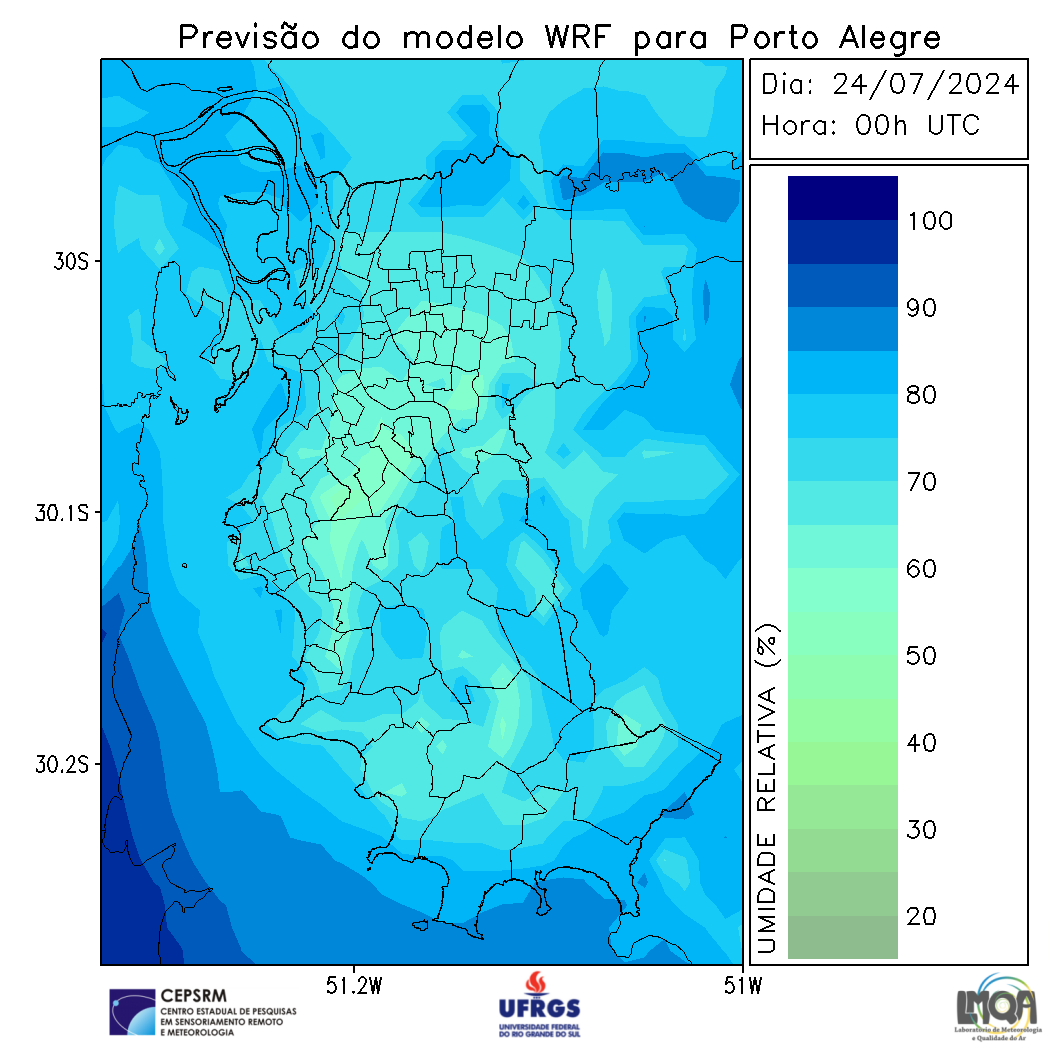 Previsão do modelo WRF para Porto Alegre
Dia: 24/07/2024
Hora: 00h UTC
30S
30.1S
30.2S
51.2W
51W
100
90
80
70
60
50
40
30
20
UMIDADE RELATIVA (%)
CEPSRM
CENTRO ESTADUAL DE PESQUISAS
EM SENSORIAMENTO REMOTO
E METEOROLOGIA
UFRGS
UNIVERSIDADE FEDERAL
DO RIO GRANDE DO SUL
LMQA
Laboratório de Meteorologia
e Qualidade do Ar